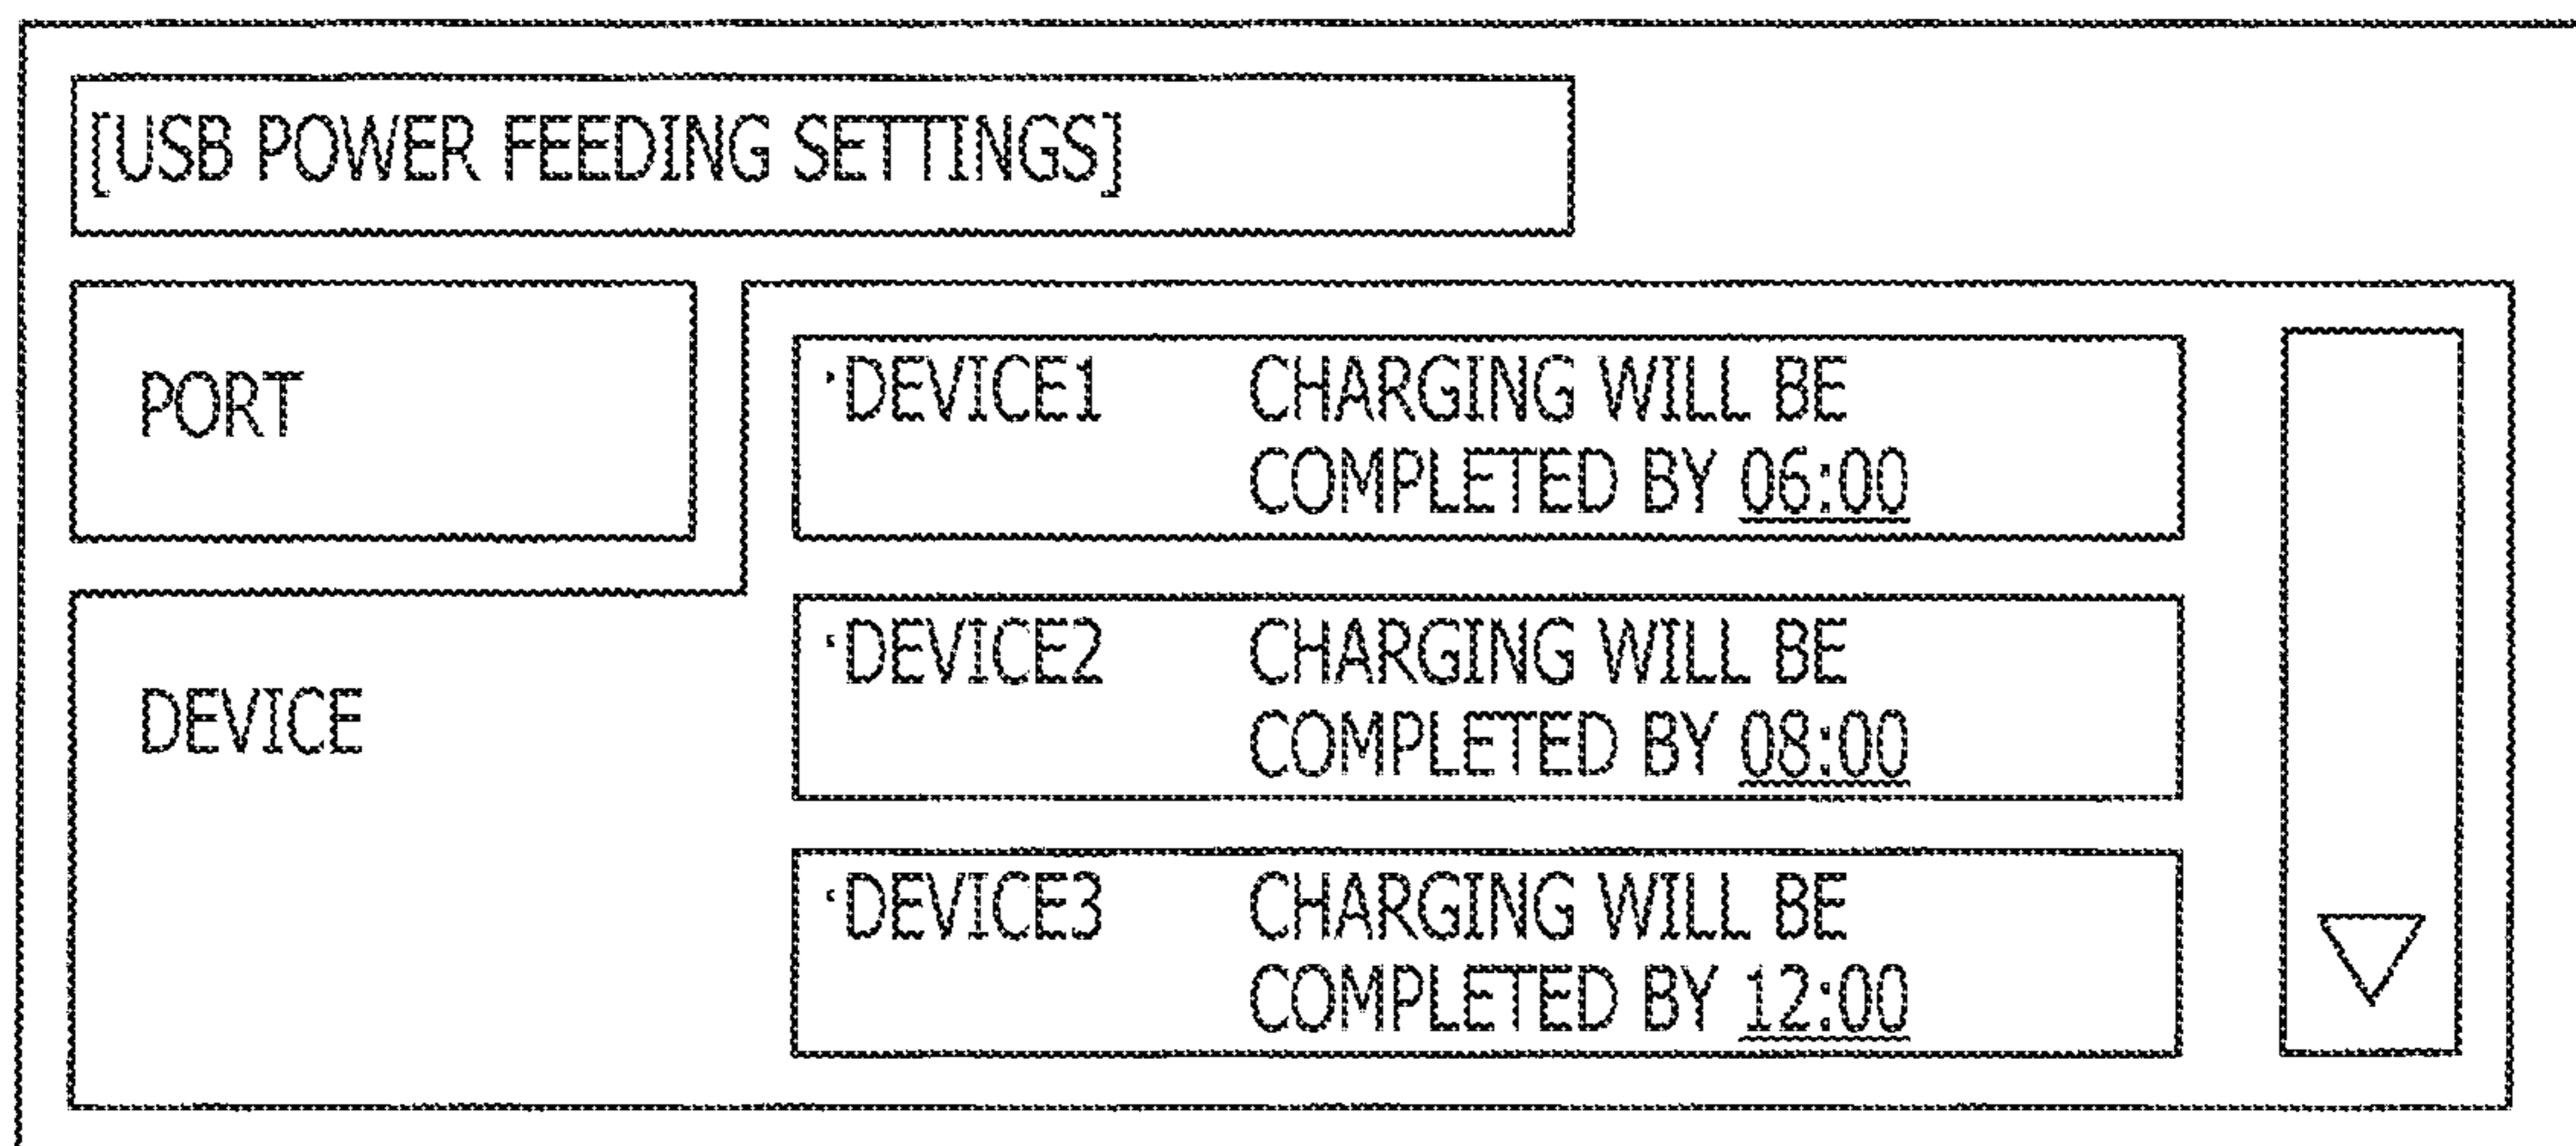 [USB POWER FEEDING SETTINGS]
PORT
DEVICE
·DEVICE1 CHARGING WILL BE
COMPLETED BY 06:00
·DEVICE2 CHARGING WILL BE
COMPLETED BY 08:00
·DEVICE3 CHARGING WILL BE
COMPLETED BY 12:00